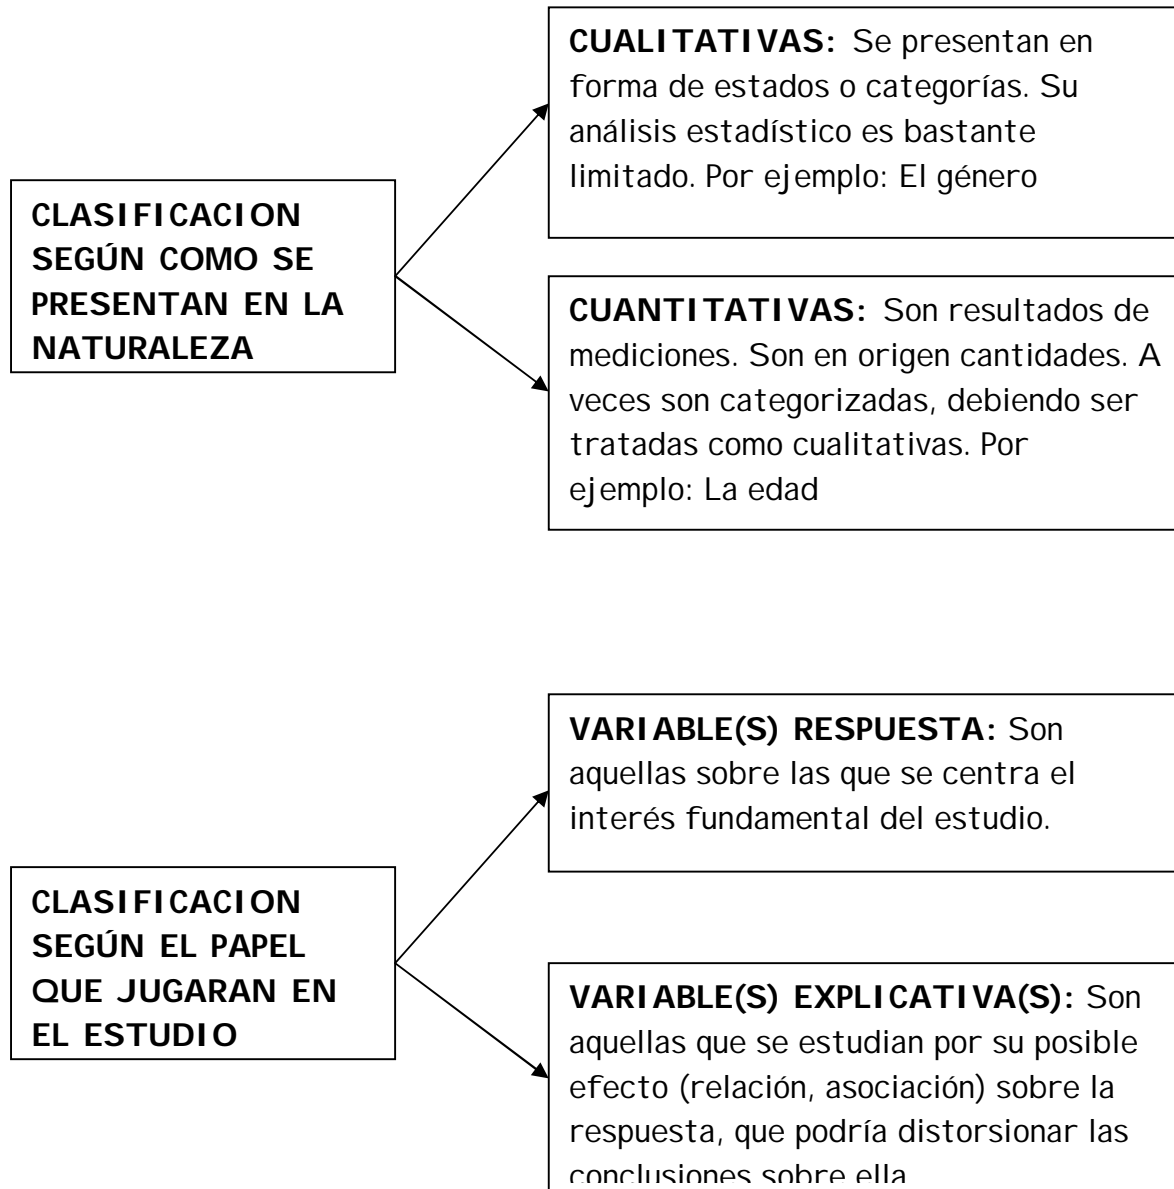 CUALITATIVAS: Se presentan en
forma de estados o categorías. Su
análisis estadístico es bastante
limitado. Por ejemplo: El género
CLASIFICACION
SEGÚN COMO SE
PRESENTAN EN LA
NATURALEZA
CUANTITATIVAS: Son resultados de
mediciones. Son en origen cantidades. A
veces son categorizadas, debiendo ser
tratadas como cualitativas. Por
ejemplo: La edad
VARIABLE(S) RESPUESTA: Son
aquellas sobre las que se centra el
interés fundamental del estudio.
CLASIFICACION
SEGÚN EL PAPEL
QUE JUGARAN EN
EL ESTUDIO
VARIABLE(S) EXPLICATIVA(S): Son
aquellas que se estudian por su posible
efecto (relación, asociación) sobre la
respuesta, que podría distorsionar las
conclusiones sobre ella